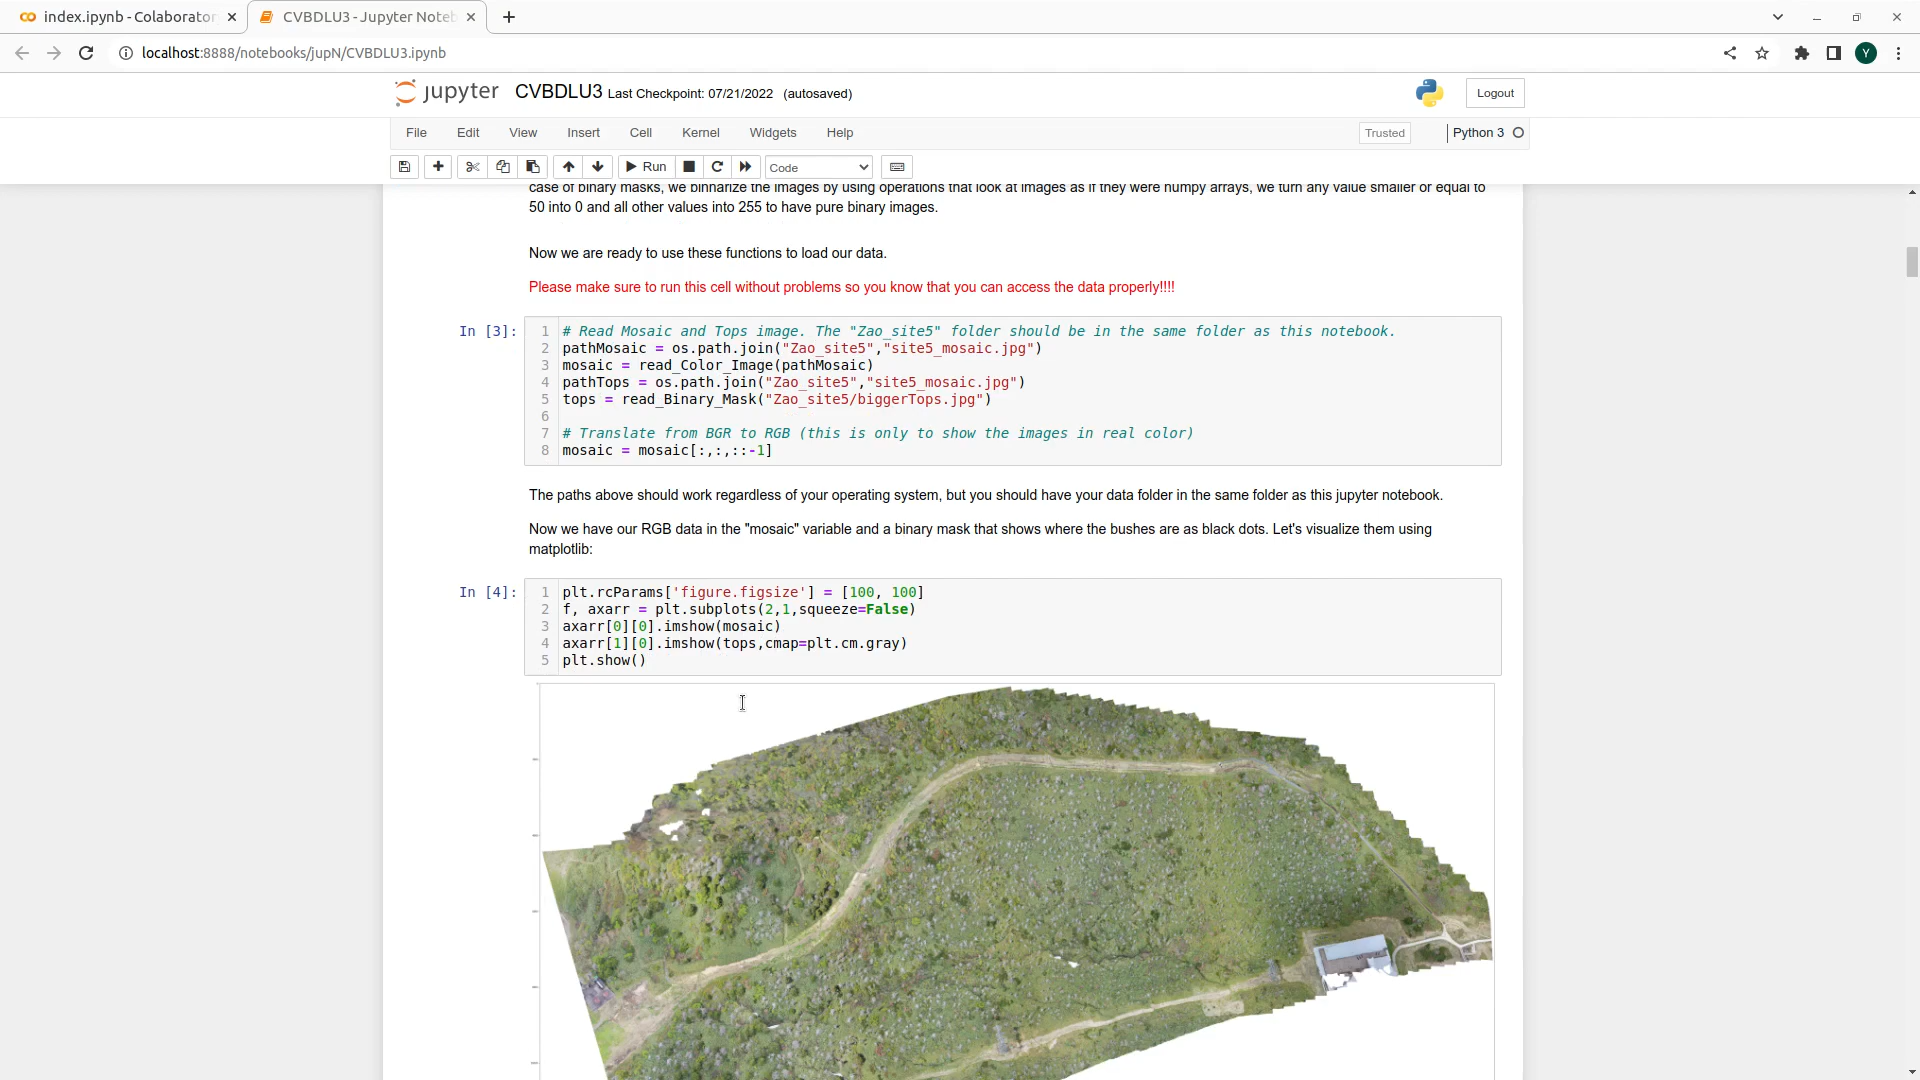 index.ipynb - Colaborator
CVBDLU3 - Jupyter Noteb
localhost:8888/notebooks/jupN/CVBDLU3.ipynb
Y
jupyter CVBDLU3 Last Checkpoint: 07/21/2022 (autosaved)
Logout
File Edit View Insert Cell Kernel Widgets Help
Trusted
Python 3
Run
Code
case of binary masks, we binnarize the images by using operations that look at images as if they were numpy arrays, we turn any value smaller or equal to
50 into 0 and all other values into 255 to have pure binary images.
Now we are ready to use these functions to load our data.
Please make sure to run this cell without problems so you know that you can access the data properly!!!!
In [3]:
1 # Read Mosaic and Tops image. The "Zao_site5" folder should be in the same folder as this notebook.
2 pathMosaic = os.path.join("Zao_site5","site5_mosaic.jpg")
3 mosaic = read_Color_Image(pathMosaic)
4 pathTops = os.path.join("Zao_site5","site5_mosaic.jpg")
5 tops = read_Binary_Mask("Zao_site5/biggerTops.jpg")
6
7 # Translate from BGR to RGB (this is only to show the images in real color)
8 mosaic = mosaic[:,:,::-1]
The paths above should work regardless of your operating system, but you should have your data folder in the same folder as this jupyter notebook.
Now we have our RGB data in the "mosaic" variable and a binary mask that shows where the bushes are as black dots. Let's visualize them using
matplotlib:
In [4]:
1 plt.rcParams['figure.figsize'] = [100, 100]
2 f, axarr = plt.subplots(2,1,squeeze=False)
3 axarr[0][0].imshow(mosaic)
4 axarr[1][0].imshow(tops,cmap=plt.cm.gray)
5 plt.show()